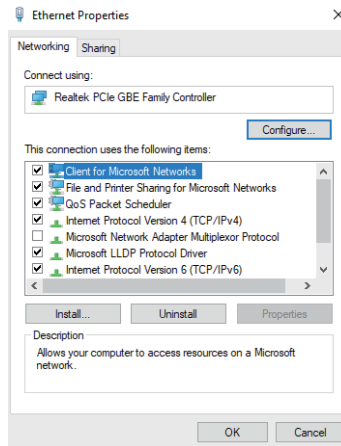 Ethernet Properties
Networking
Sharing
Connect using:
Realtek PCIe GBE Family Controller
Configure...
This connection uses the following items:
Client for Microsoft Networks
File and Printer Sharing for Microsoft Networks
QoS Packet Scheduler
Internet Protocol Version 4 (TCP/IPv4)
Microsoft Network Adapter Multiplexor Protocol
Microsoft LLDP Protocol Driver
Internet Protocol Version 6 (TCP/IPv6)
Install...
Uninstall
Properties
Description
Allows your computer to access resources on a Microsoft
network.
OK
Cancel